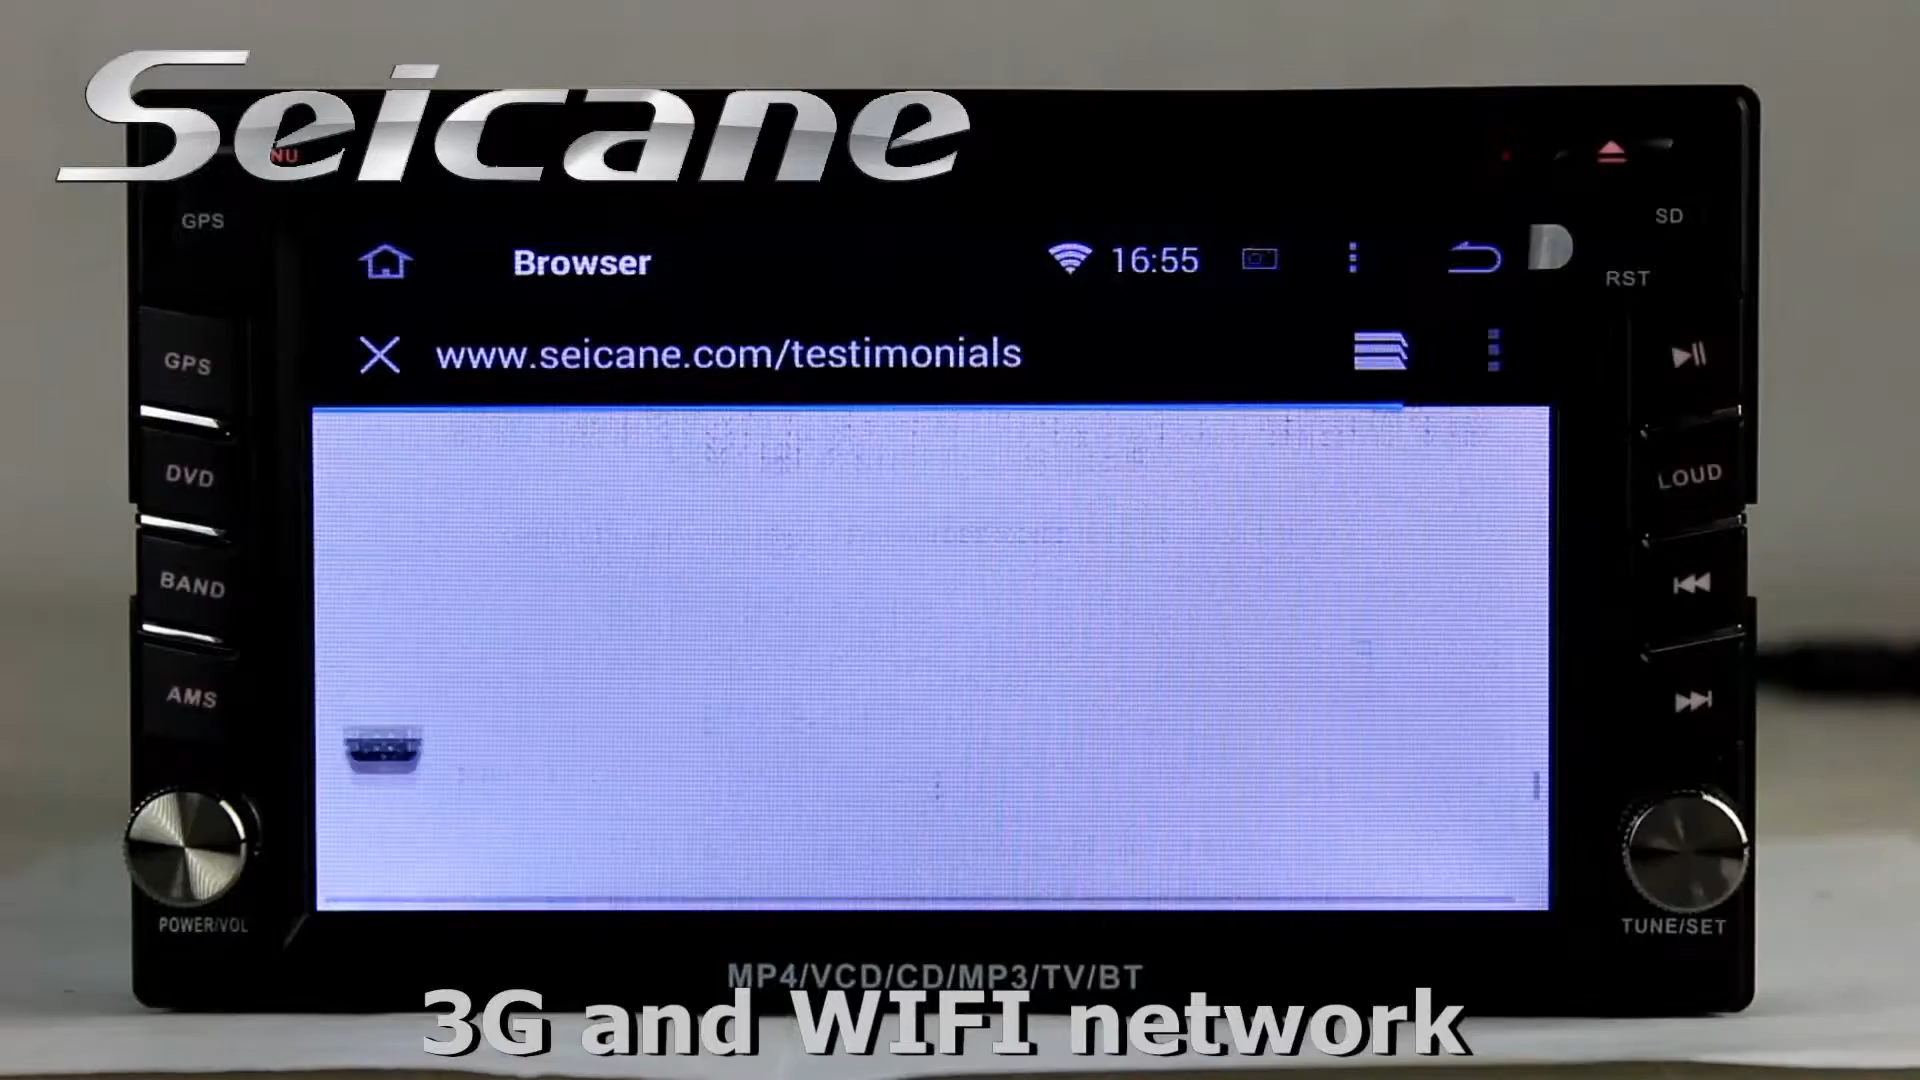 Seicane
NU
GPS
SD
Browser
16:55
RST
www.seicane.com/testimonials
GPS
DVD
LOUD
BAND
AMS
POWER/VOL
TUNE/SET
MP4/VCD/CD/MP3/TV/BT
3G and WIFI network